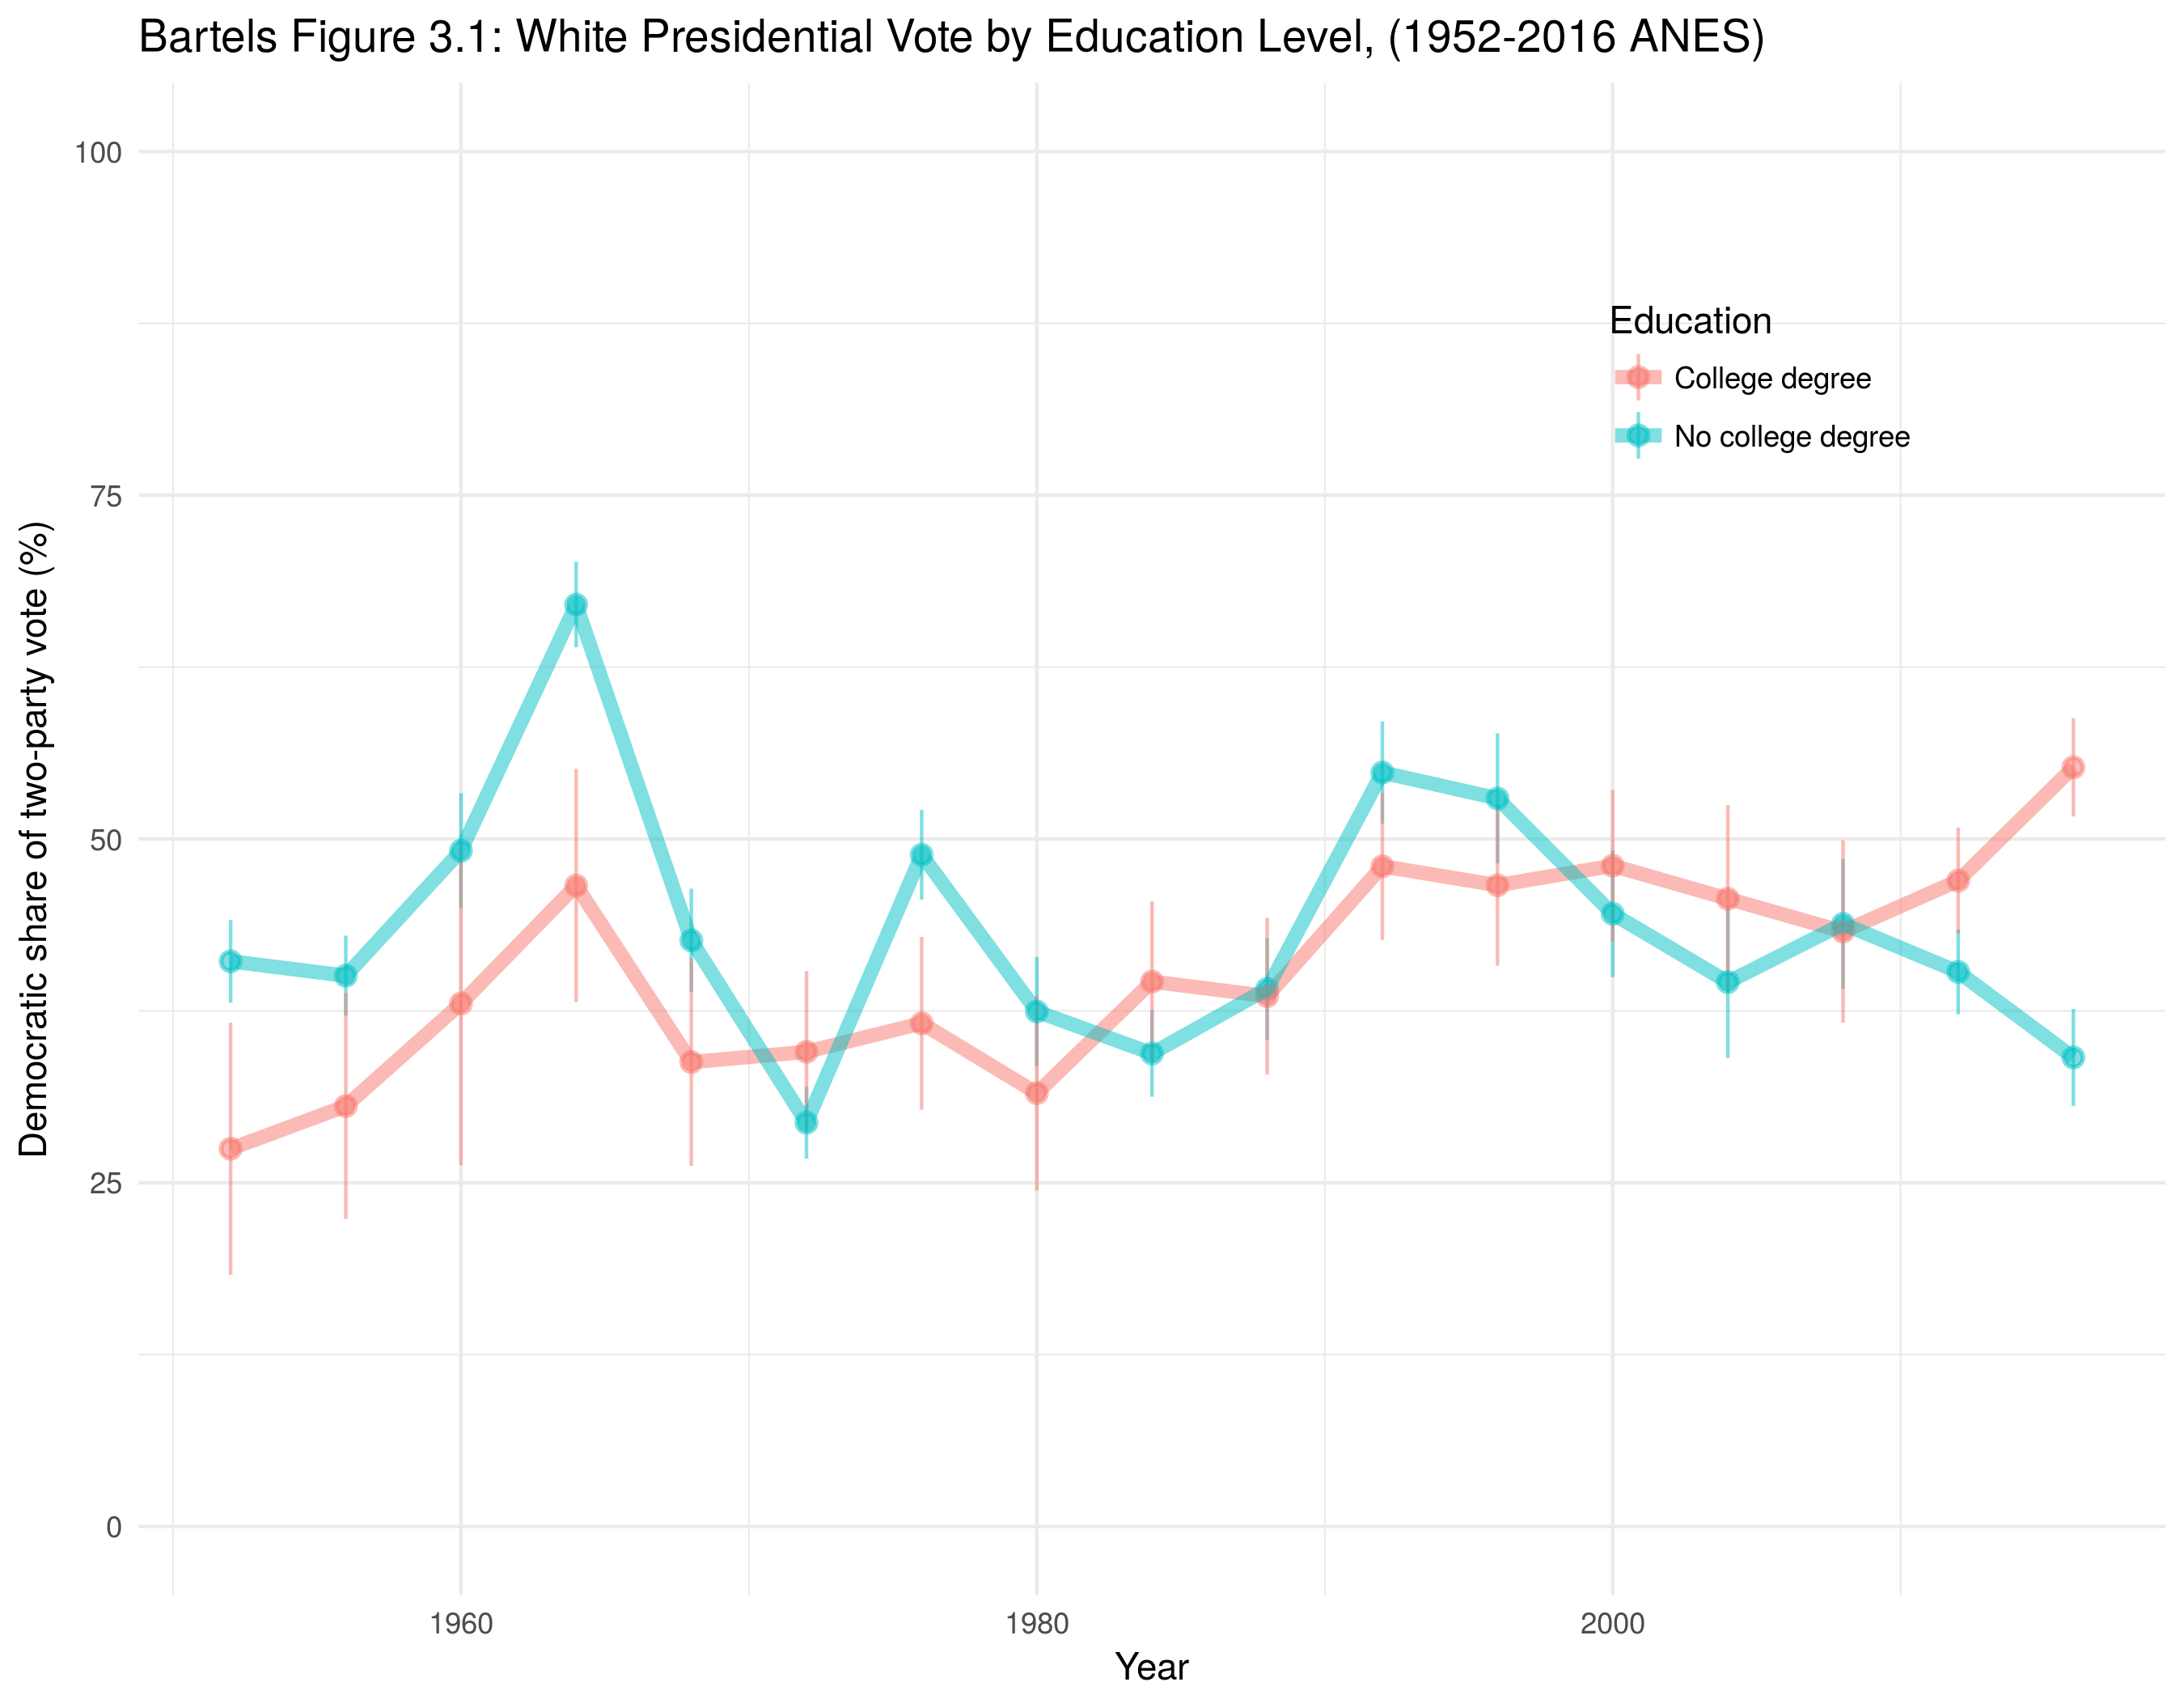 Bartels Figure 3.1: White Presidential Vote by Education Level, (1952-2016 ANES)
Democratic share of two-party vote (%)
100
75
50
25
0
Education
College degree
No college degree
1960
1980
2000
Year